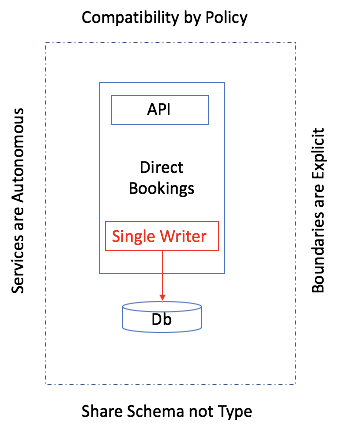 Compatibility by Policy
Services are Autonomous
API
Direct
Bookings
Single Writer
Db
Boundaries are Explicit
Share Schema not Type